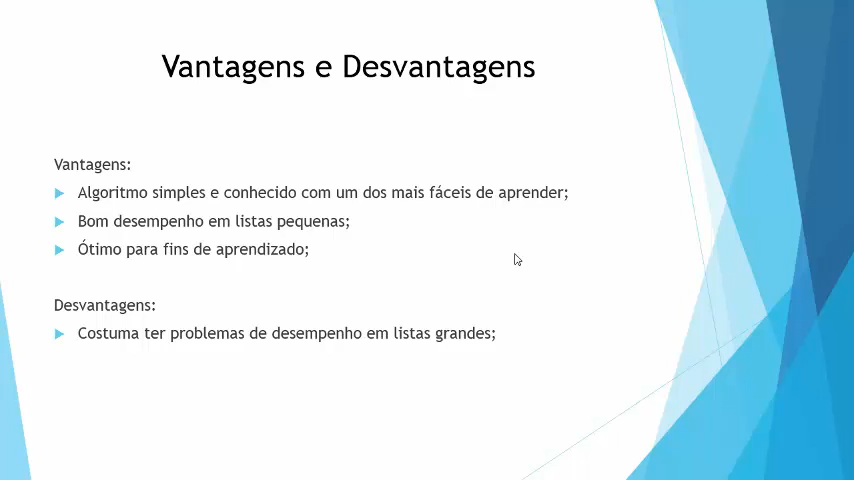 Vantagens e Desvantagens
Vantagens:
Algoritmo simples e conhecido com um dos mais fáceis de aprender;
Bom desempenho em listas pequenas;
Ótimo para fins de aprendizado;
Desvantagens:
Costuma ter problemas de desempenho em listas grandes;